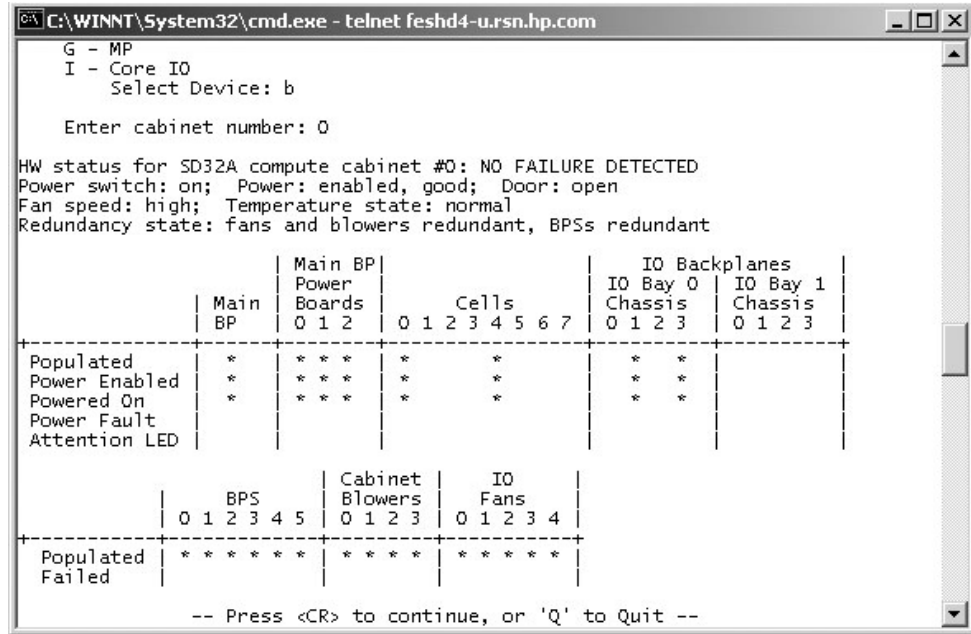 C:\WINNT\System32\cmd.exe - telnet feshd4-u.rsn.hp.com
G - MP
I - Core IO
Select Device: b
Enter cabinet number: 0
HW status for SD32A compute cabinet #0: NO FAILURE DETECTED
Power switch: on;  Power: enabled, good;  Door: open
Fan speed: high;  Temperature state: normal
Redundancy state: fans and blowers redundant, BPSs redundant
                      | Main BP|                 |  IO Backplanes    |
                      | Power  |                 | IO Bay 0 | IO Bay 1 |
               | Main | Boards |      Cells      | Chassis | Chassis |
               | BP   | 0 1 2  | 0 1 2 3 4 5 6 7 | 0 1 2 3 | 0 1 2 3 |
+--------------+------+--------+-----------------+---------+---------+
Populated      |  *   | * * *  | *       *       |   *   * |         |
Power Enabled  |  *   | * * *  | *       *       |   *   * |         |
Powered On     |  *   | * * *  | *       *       |   *   * |         |
Power Fault    |      |        |                 |         |         |
Attention LED  |      |        |                 |         |         |
                          | Cabinet |    IO     |
            |     BPS     | Blowers |   Fans    |
            | 0 1 2 3 4 5 | 0 1 2 3 | 0 1 2 3 4 |
+-----------+-------------+---------+-----------+
Populated   | * * * * * * | * * * * | * * * * * |
Failed      |             |         |           |
-- Press <CR> to continue, or 'Q' to Quit --